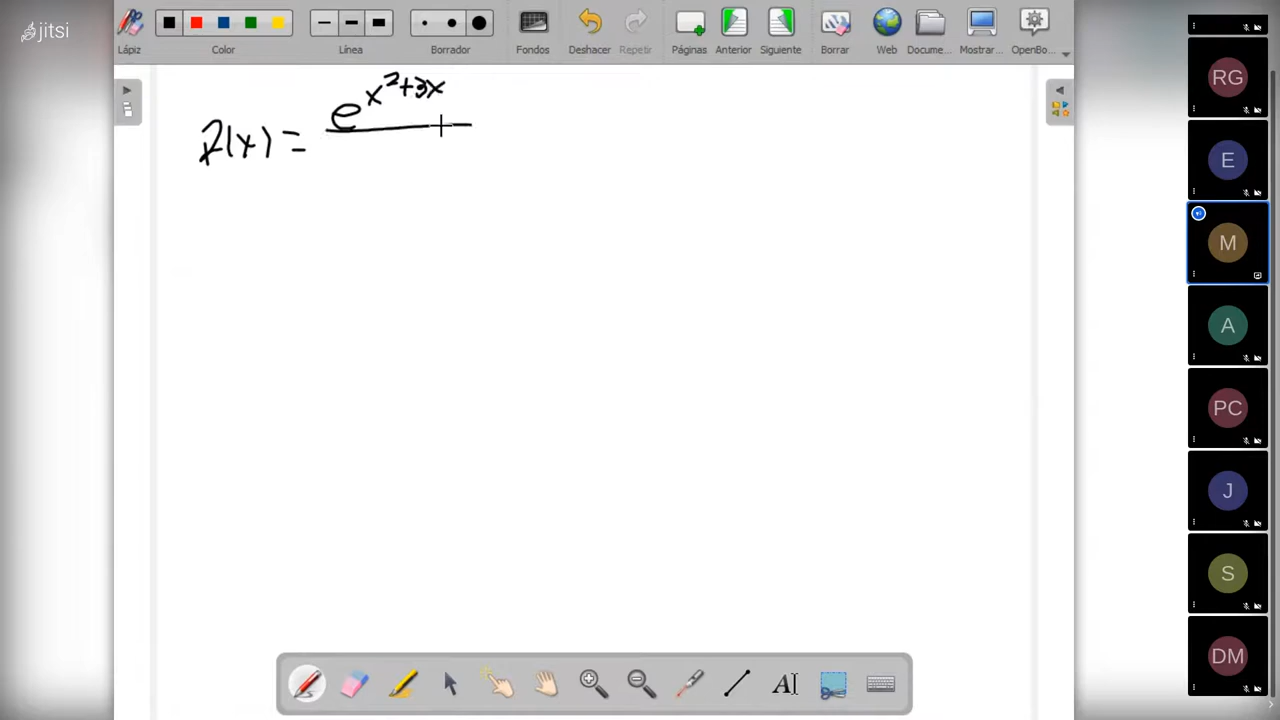 jitsi
Lápiz Color Línea Borrador Fondos Deshacer Repetir Páginas Anterior Siguiente Borrar Web Docume... Mostrar... OpenBo...
e^{x^2+3x}
(x) =
RG
E
M
A
PC
J
S
DM